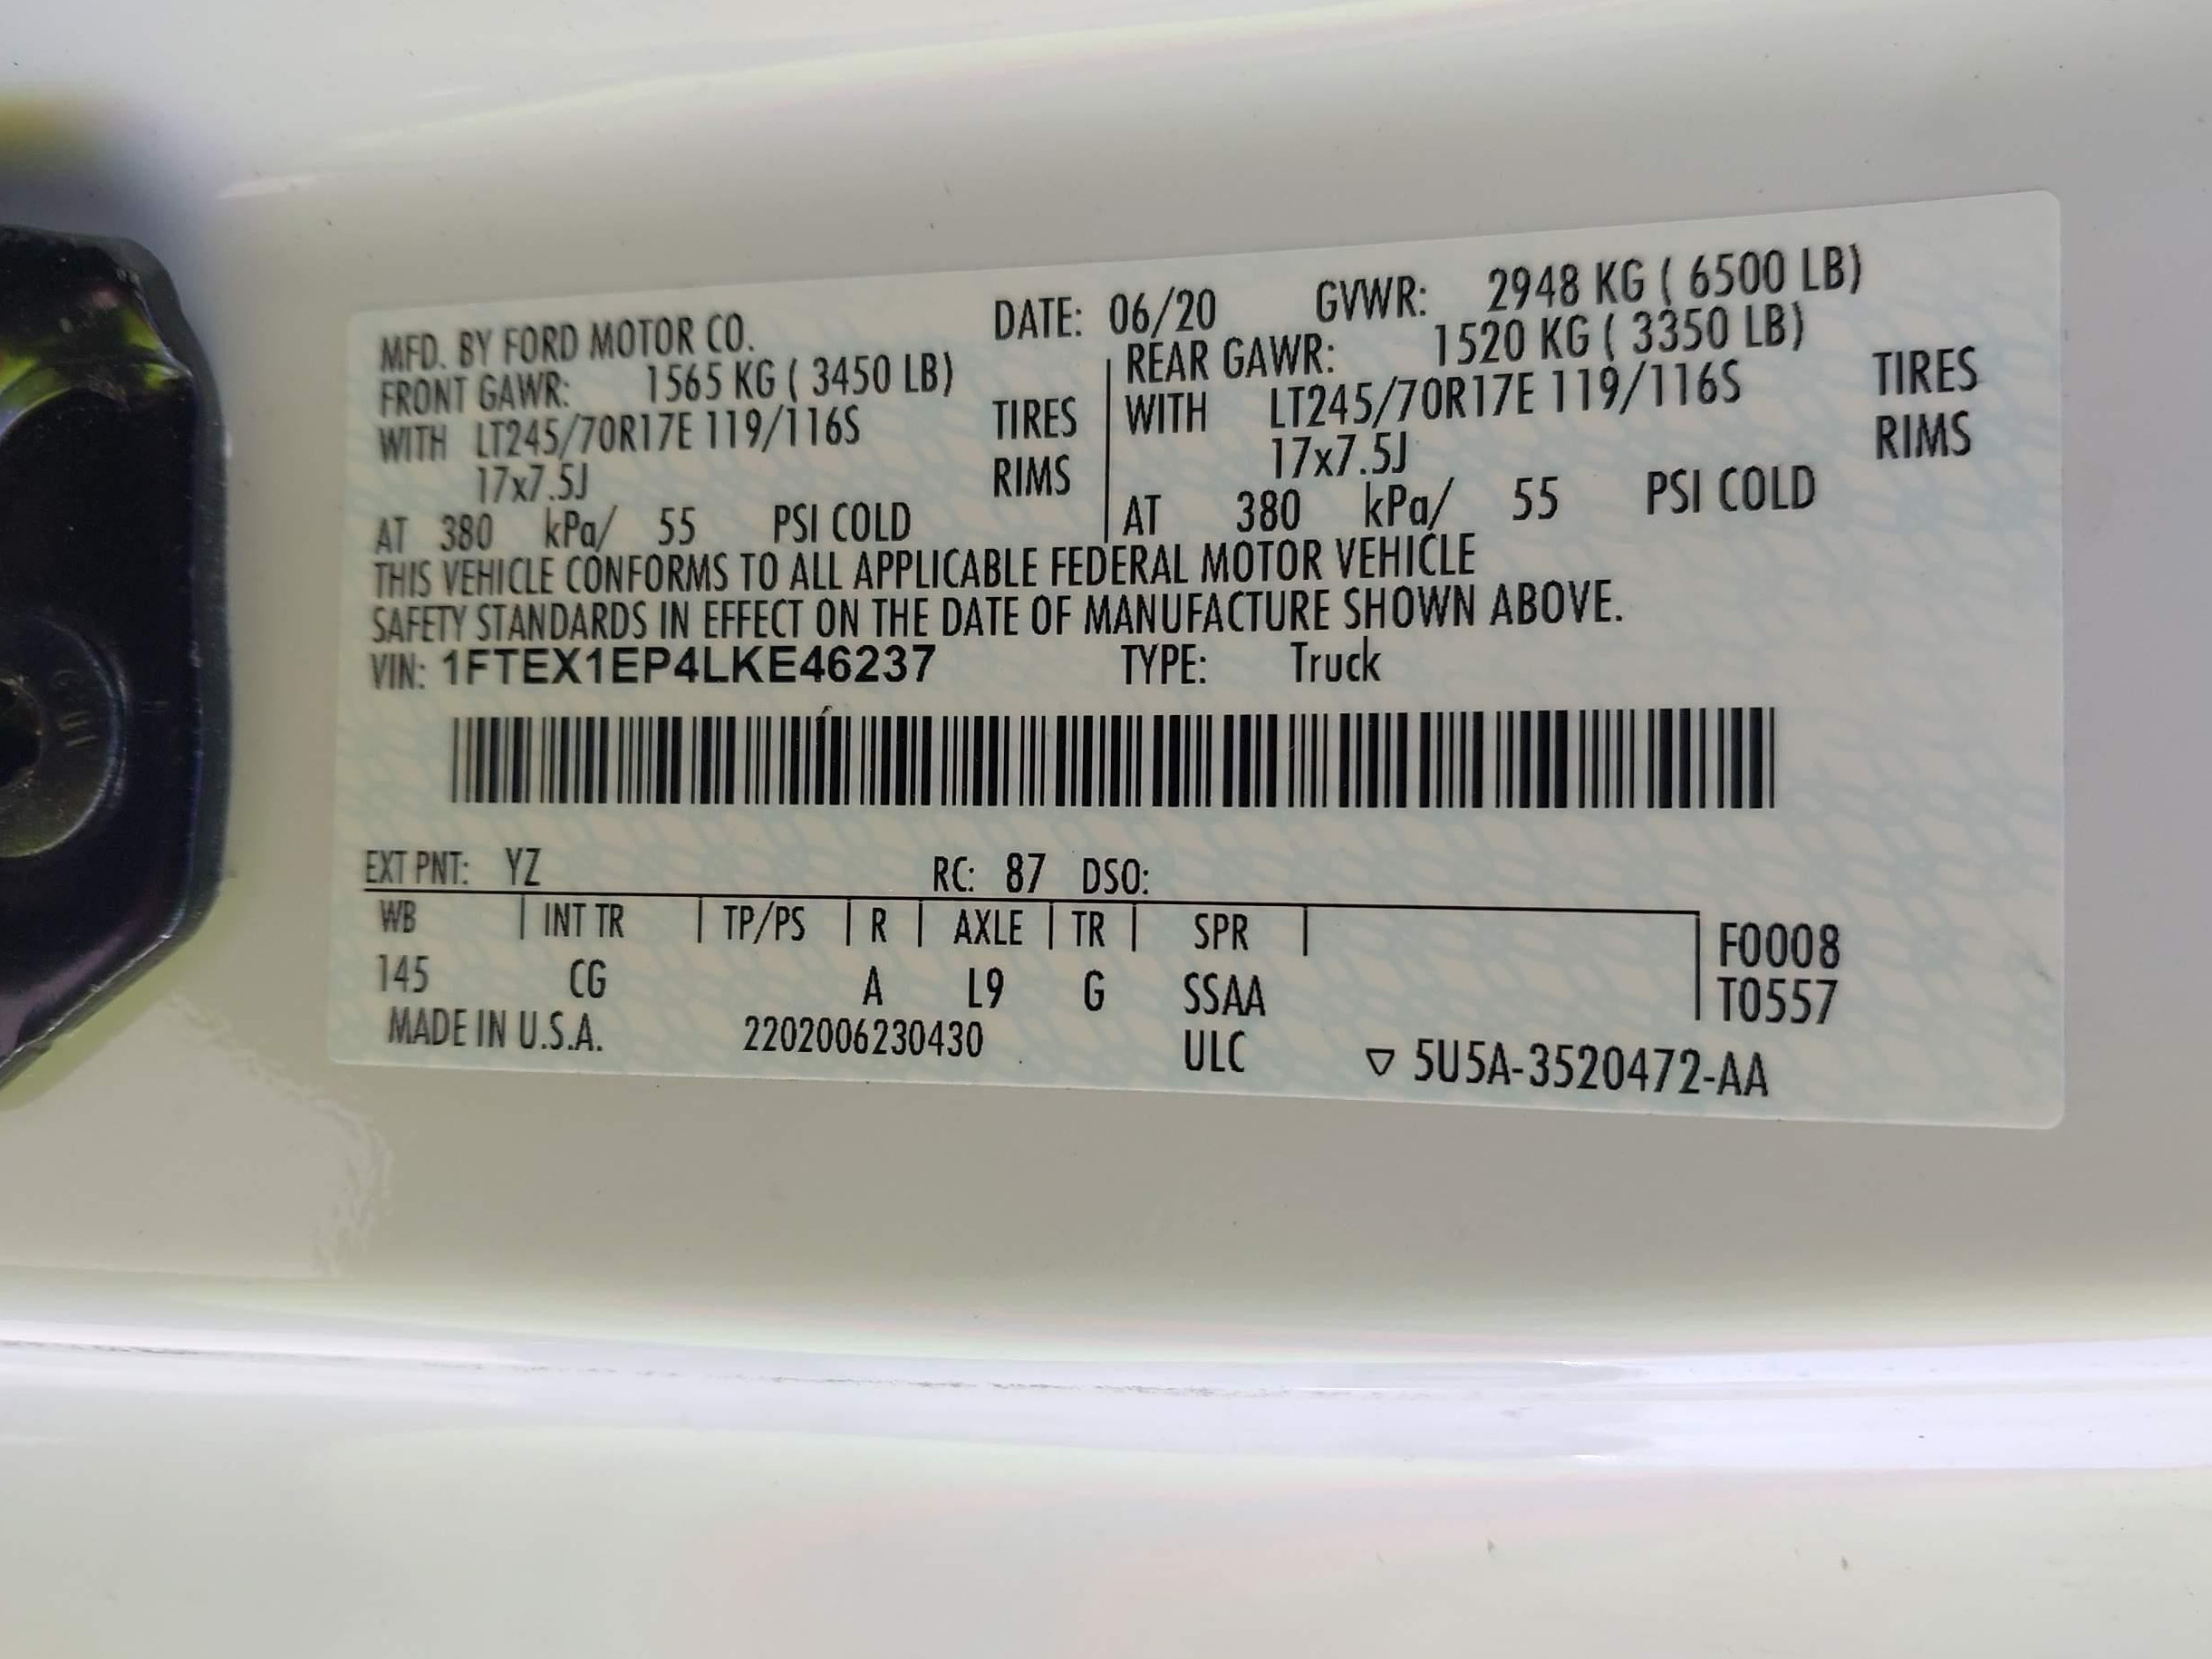 MFD. BY FORD MOTOR CO. DATE: 06/20 GVWR: 2948 KG ( 6500 LB)
FRONT GAWR: 1565 KG ( 3450 LB) REAR GAWR: 1520 KG ( 3350 LB)
WITH LT245/70R17E 119/116S TIRES WITH LT245/70R17E 119/116S TIRES
17x7.5J RIMS 17x7.5J RIMS
AT 380 kPa/ 55 PSI COLD AT 380 kPa/ 55 PSI COLD
THIS VEHICLE CONFORMS TO ALL APPLICABLE FEDERAL MOTOR VEHICLE
SAFETY STANDARDS IN EFFECT ON THE DATE OF MANUFACTURE SHOWN ABOVE.
VIN: 1FTEX1EP4LKE46237 TYPE: Truck
EXT PNT: YZ RC: 87 DSO:
WB INT TR TP/PS R AXLE TR SPR F0008
145 CG A L9 G SSAA T0557
MADE IN U.S.A. 2202006230430 ULC ▽ 5U5A-3520472-AA